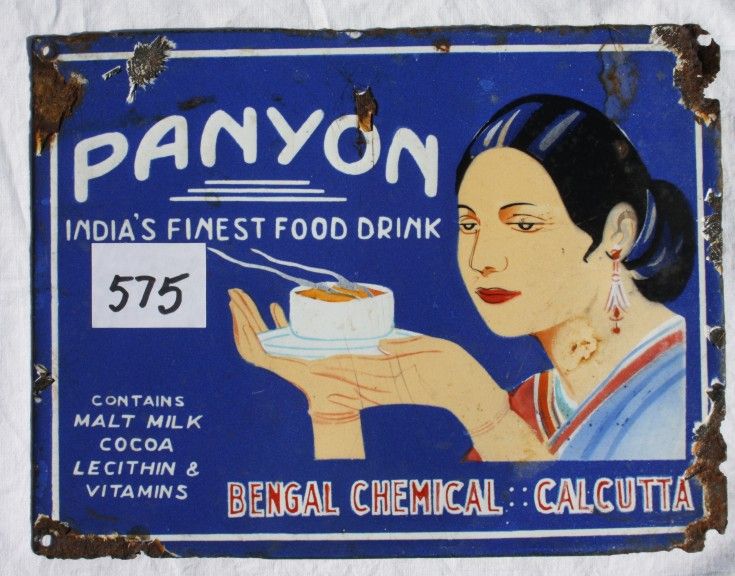 PANYON
INDIA'S FINEST FOOD DRINK
575
CONTAINS
MALT MILK
COCOA
LECITHIN &
VITAMINS
BENGAL CHEMICAL :: CALCUTTA